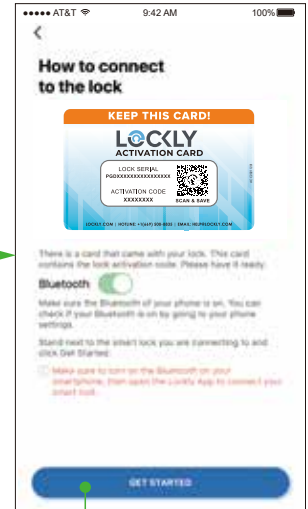 AT&T 9:42 AM 100%
How to connect
to the lock
KEEP THIS CARD!
LOCKLY
ACTIVATION CARD
LOCK SERIAL
ACTIVATION CODE
XXXXXXXX
SCAN & SAVE
There is a card that came with your lock. This card
contains the lock activation code. Please have it ready.
Bluetooth
Make sure the Bluetooth of your phone is on. You can
check if your Bluetooth is on by going to your phone
settings.
Stand next to the smart lock you are connecting to and
click Get Started.
Make sure to turn on the Bluetooth on your
smartphone, then open the Lockly App to connect your
smart lock.
GET STARTED